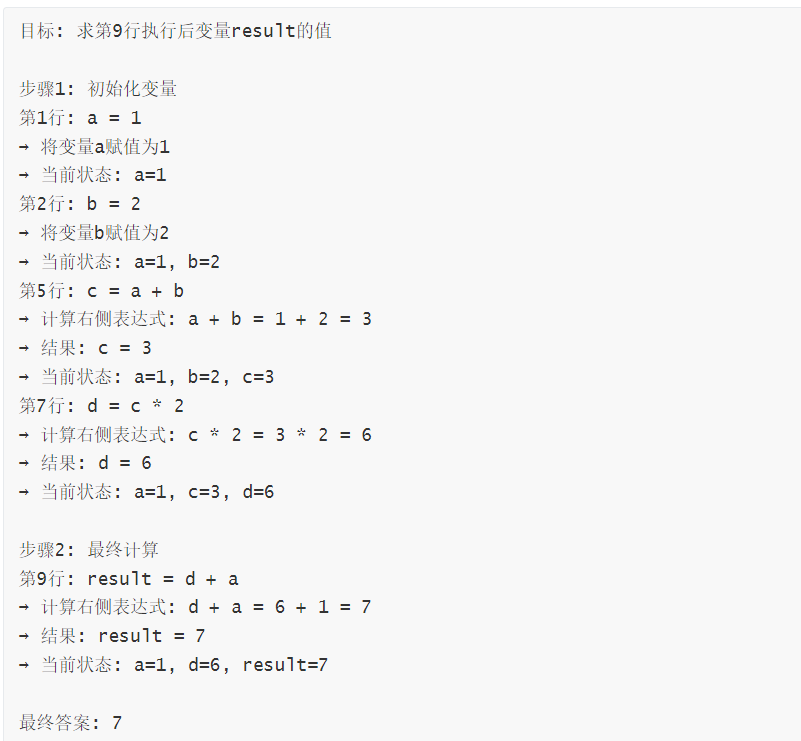 目标: 求第9行执行后变量result的值
步骤1: 初始化变量
第1行: a = 1
→ 将变量a赋值为1
→ 当前状态: a=1
第2行: b = 2
→ 将变量b赋值为2
→ 当前状态: a=1, b=2
第5行: c = a + b
→ 计算右侧表达式: a + b = 1 + 2 = 3
→ 结果: c = 3
→ 当前状态: a=1, b=2, c=3
第7行: d = c * 2
→ 计算右侧表达式: c * 2 = 3 * 2 = 6
→ 结果: d = 6
→ 当前状态: a=1, c=3, d=6
步骤2: 最终计算
第9行: result = d + a
→ 计算右侧表达式: d + a = 6 + 1 = 7
→ 结果: result = 7
→ 当前状态: a=1, d=6, result=7
最终答案: 7